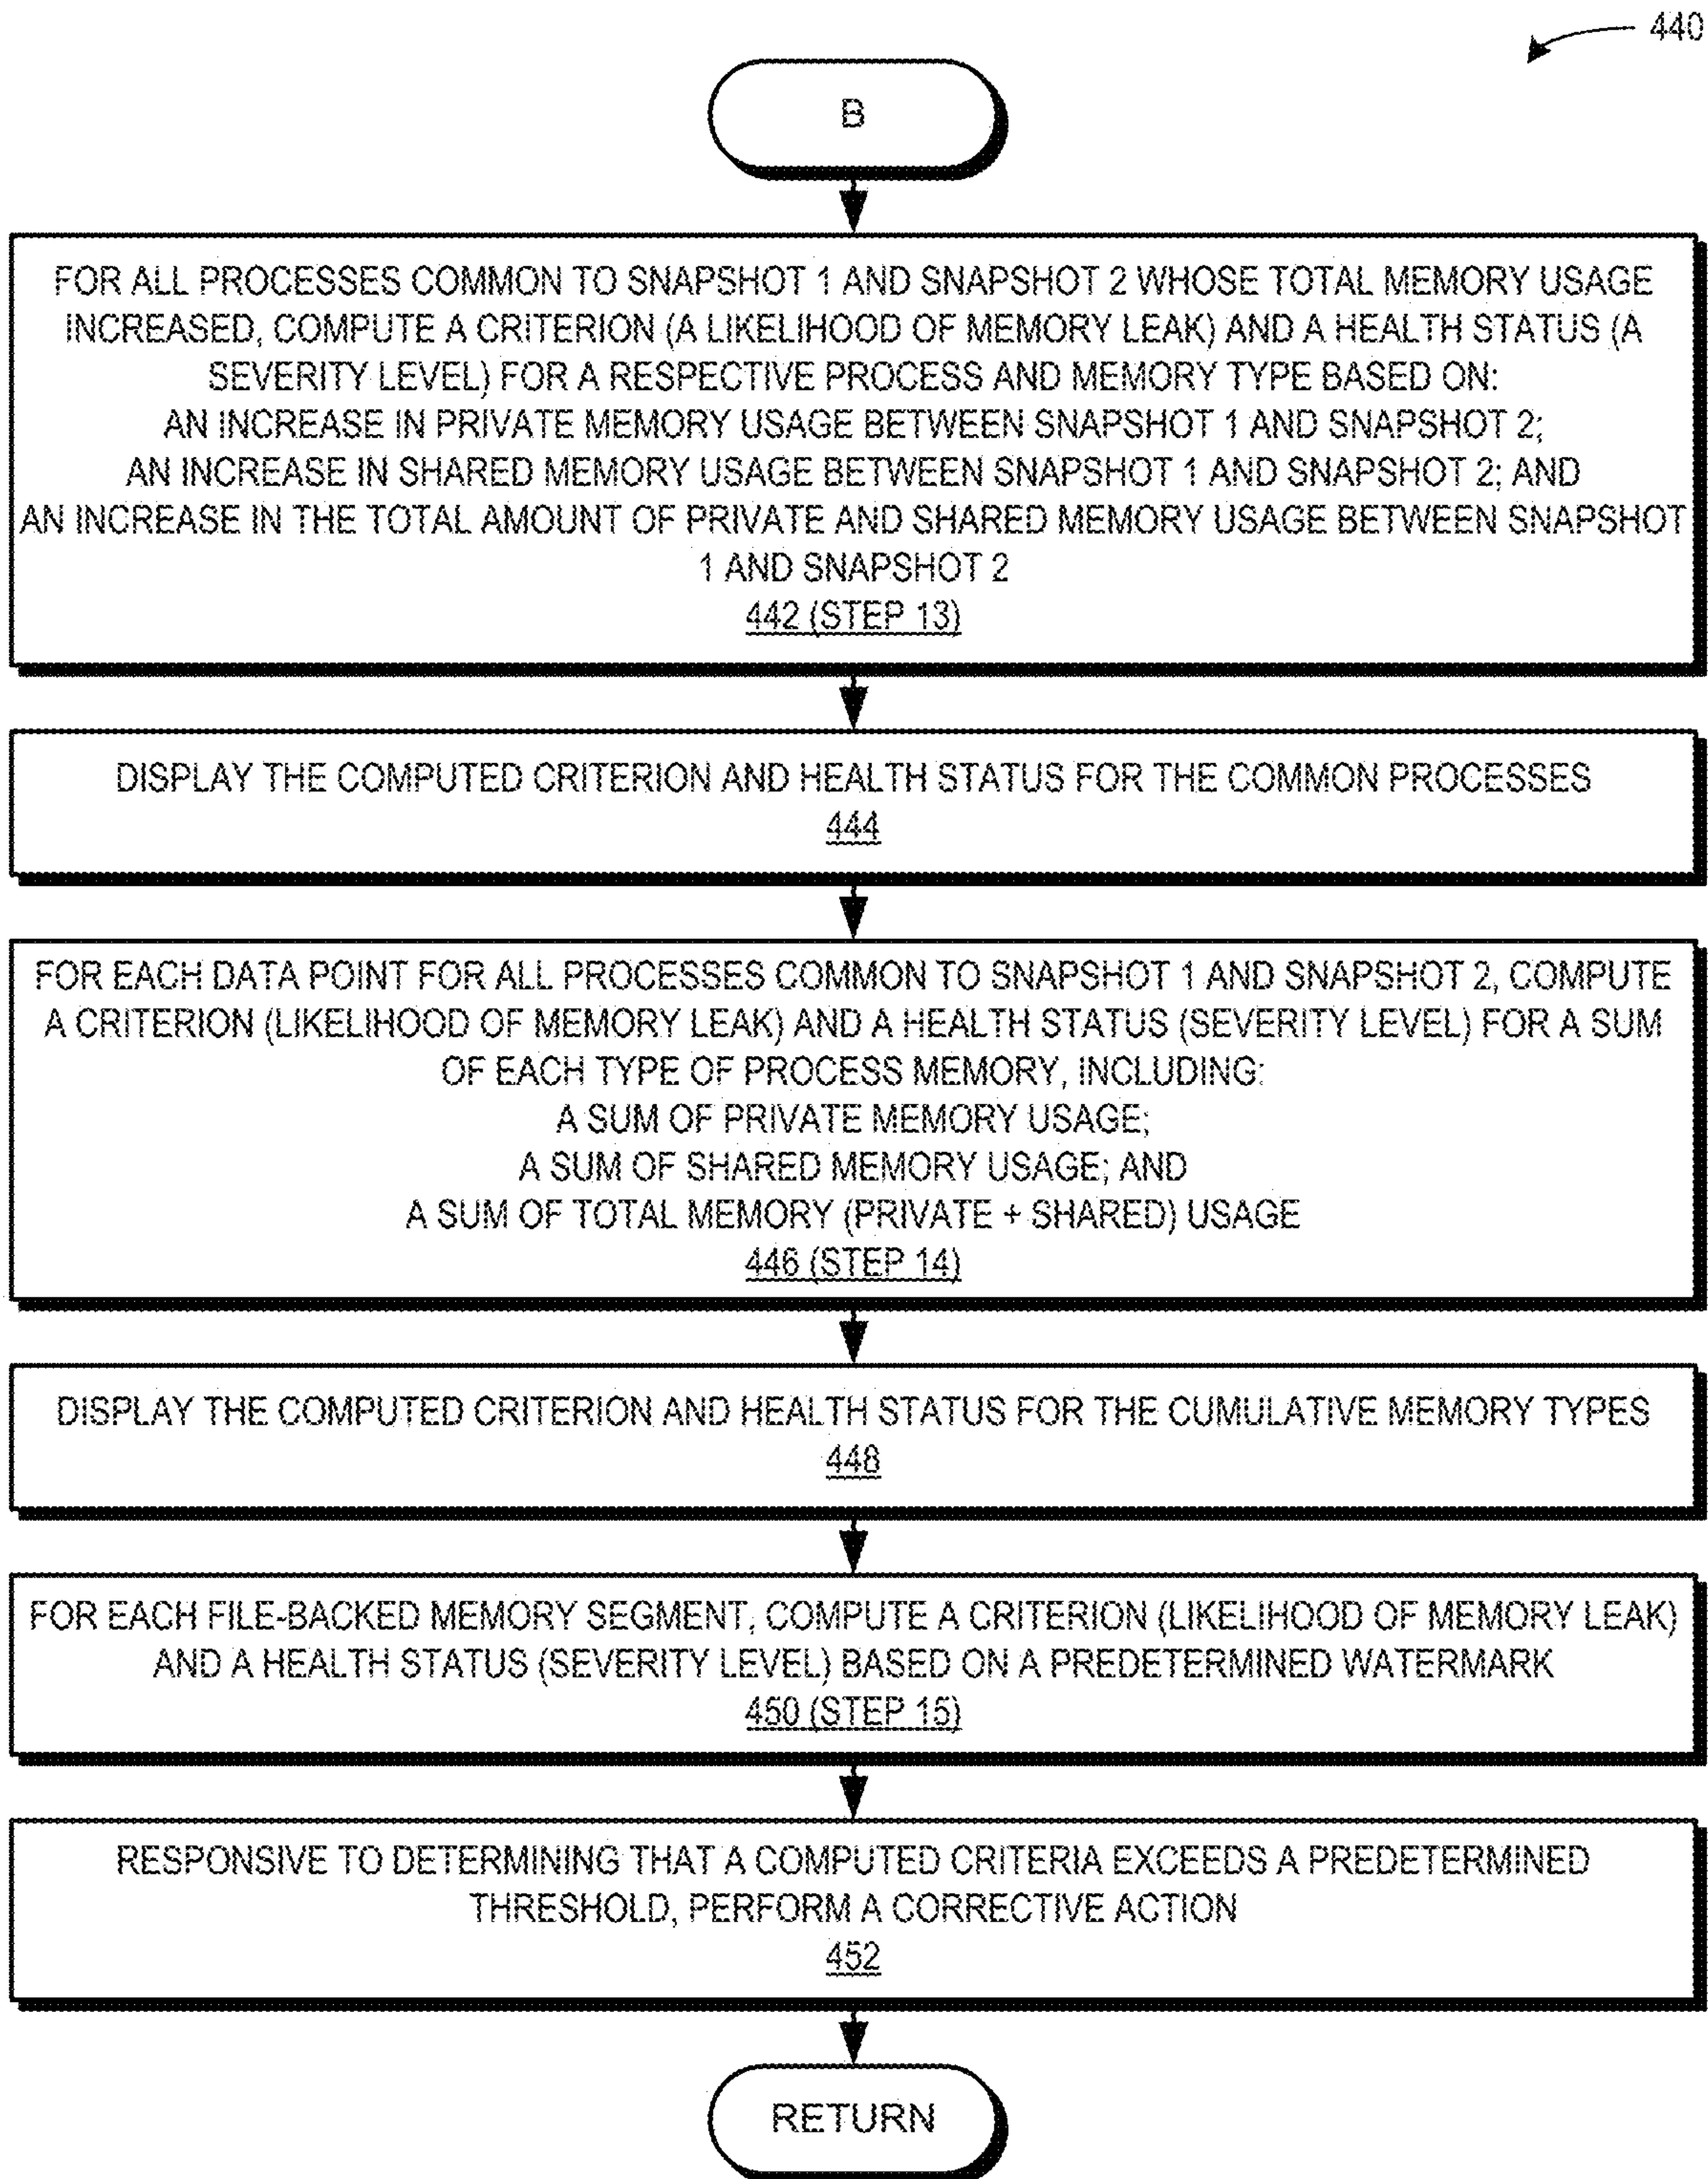 440
B
FOR ALL PROCESSES COMMON TO SNAPSHOT 1 AND SNAPSHOT 2 WHOSE TOTAL MEMORY USAGE
INCREASED, COMPUTE A CRITERION (A LIKELIHOOD OF MEMORY LEAK) AND A HEALTH STATUS (A
SEVERITY LEVEL) FOR A RESPECTIVE PROCESS AND MEMORY TYPE BASED ON:
AN INCREASE IN PRIVATE MEMORY USAGE BETWEEN SNAPSHOT 1 AND SNAPSHOT 2;
AN INCREASE IN SHARED MEMORY USAGE BETWEEN SNAPSHOT 1 AND SNAPSHOT 2; AND
AN INCREASE IN THE TOTAL AMOUNT OF PRIVATE AND SHARED MEMORY USAGE BETWEEN SNAPSHOT
1 AND SNAPSHOT 2
442 (STEP 13)
DISPLAY THE COMPUTED CRITERION AND HEALTH STATUS FOR THE COMMON PROCESSES
444
FOR EACH DATA POINT FOR ALL PROCESSES COMMON TO SNAPSHOT 1 AND SNAPSHOT 2, COMPUTE
A CRITERION (LIKELIHOOD OF MEMORY LEAK) AND A HEALTH STATUS (SEVERITY LEVEL) FOR A SUM
OF EACH TYPE OF PROCESS MEMORY, INCLUDING:
A SUM OF PRIVATE MEMORY USAGE;
A SUM OF SHARED MEMORY USAGE; AND
A SUM OF TOTAL MEMORY (PRIVATE + SHARED) USAGE
446 (STEP 14)
DISPLAY THE COMPUTED CRITERION AND HEALTH STATUS FOR THE CUMULATIVE MEMORY TYPES
448
FOR EACH FILE-BACKED MEMORY SEGMENT, COMPUTE A CRITERION (LIKELIHOOD OF MEMORY LEAK)
AND A HEALTH STATUS (SEVERITY LEVEL) BASED ON A PREDETERMINED WATERMARK
450 (STEP 15)
RESPONSIVE TO DETERMINING THAT A COMPUTED CRITERIA EXCEEDS A PREDETERMINED
THRESHOLD, PERFORM A CORRECTIVE ACTION
452
RETURN